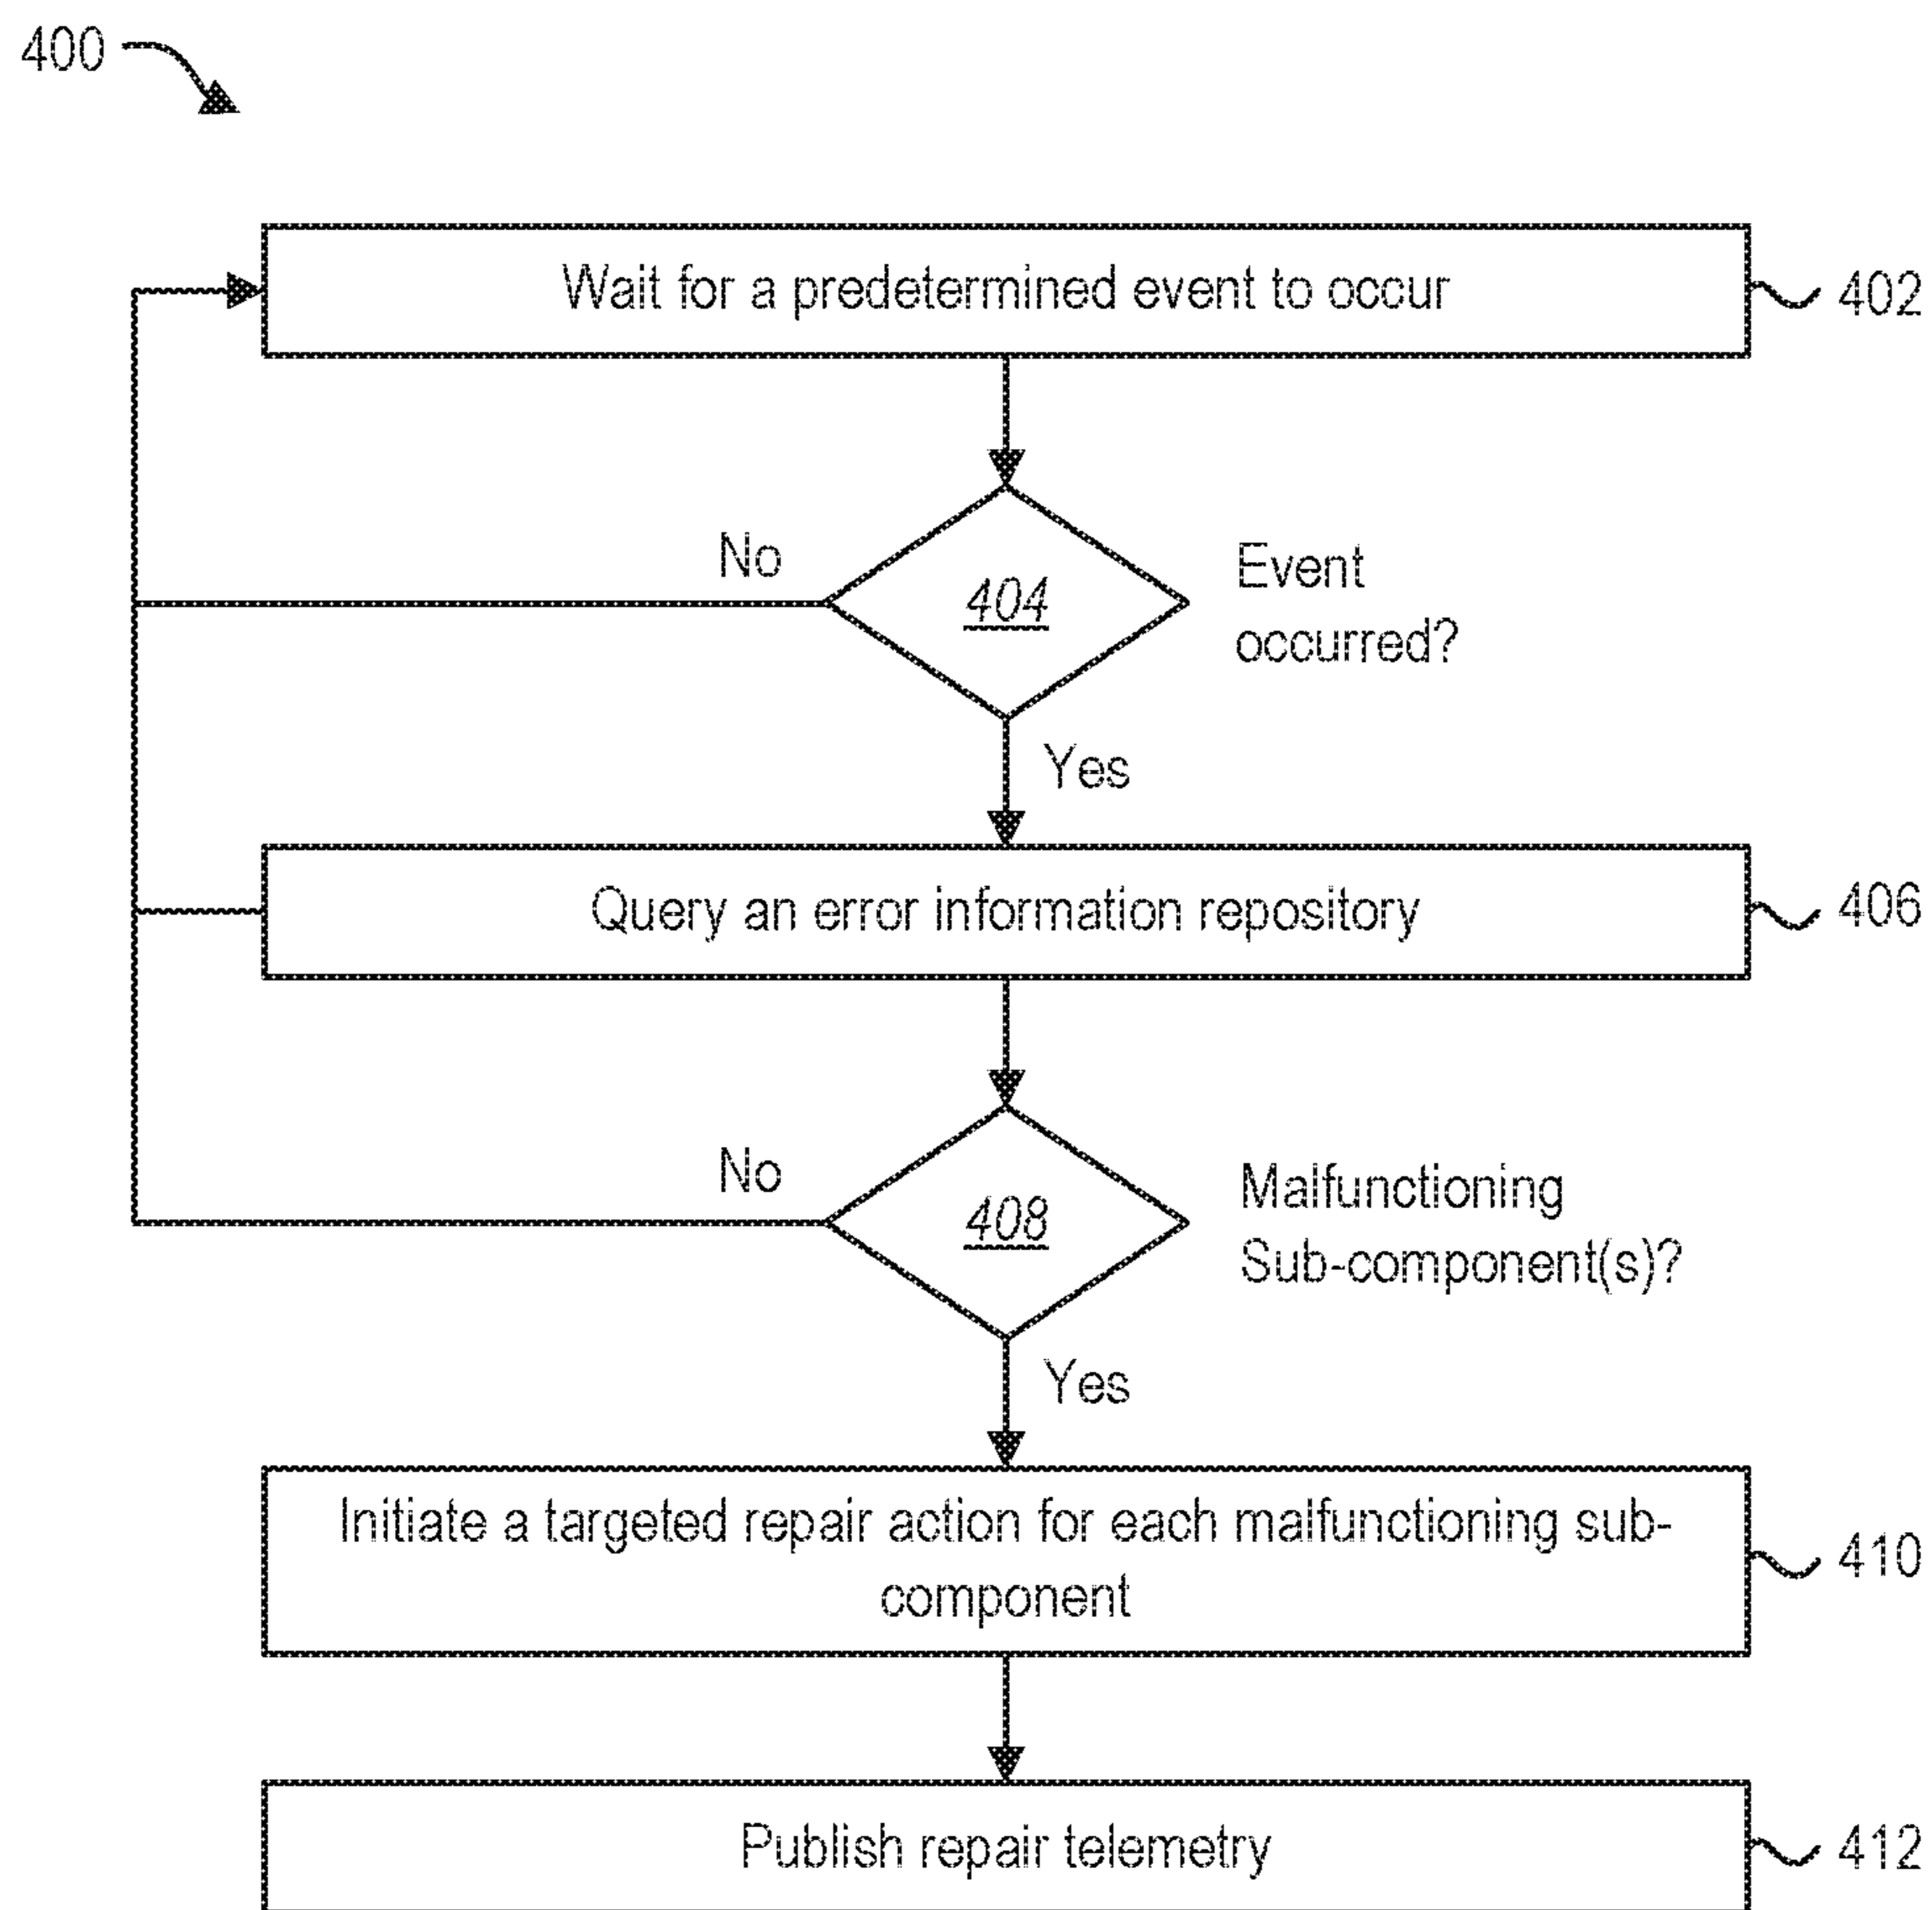 400
Wait for a predetermined event to occur
402
No
404
Event
occurred?
Yes
Query an error information repository
406
No
408
Malfunctioning
Sub-component(s)?
Yes
Initiate a targeted repair action for each malfunctioning sub-
component
410
Publish repair telemetry
412